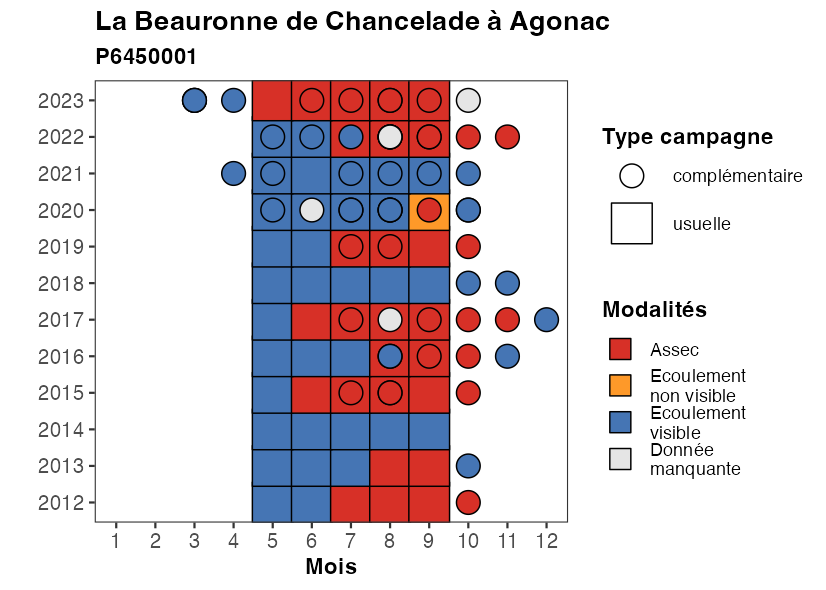 La Beauronne de Chancelade à Agonac
P6450001
2023
2022
2021
2020
2019
2018
2017
2016
2015
2014
2013
2012
1 2 3 4 5 6 7 8 9 10 11 12
Mois
Type campagne
complémentaire
usuelle
Modalités
Assec
Ecoulement
non visible
Ecoulement
visible
Donnée
manquante